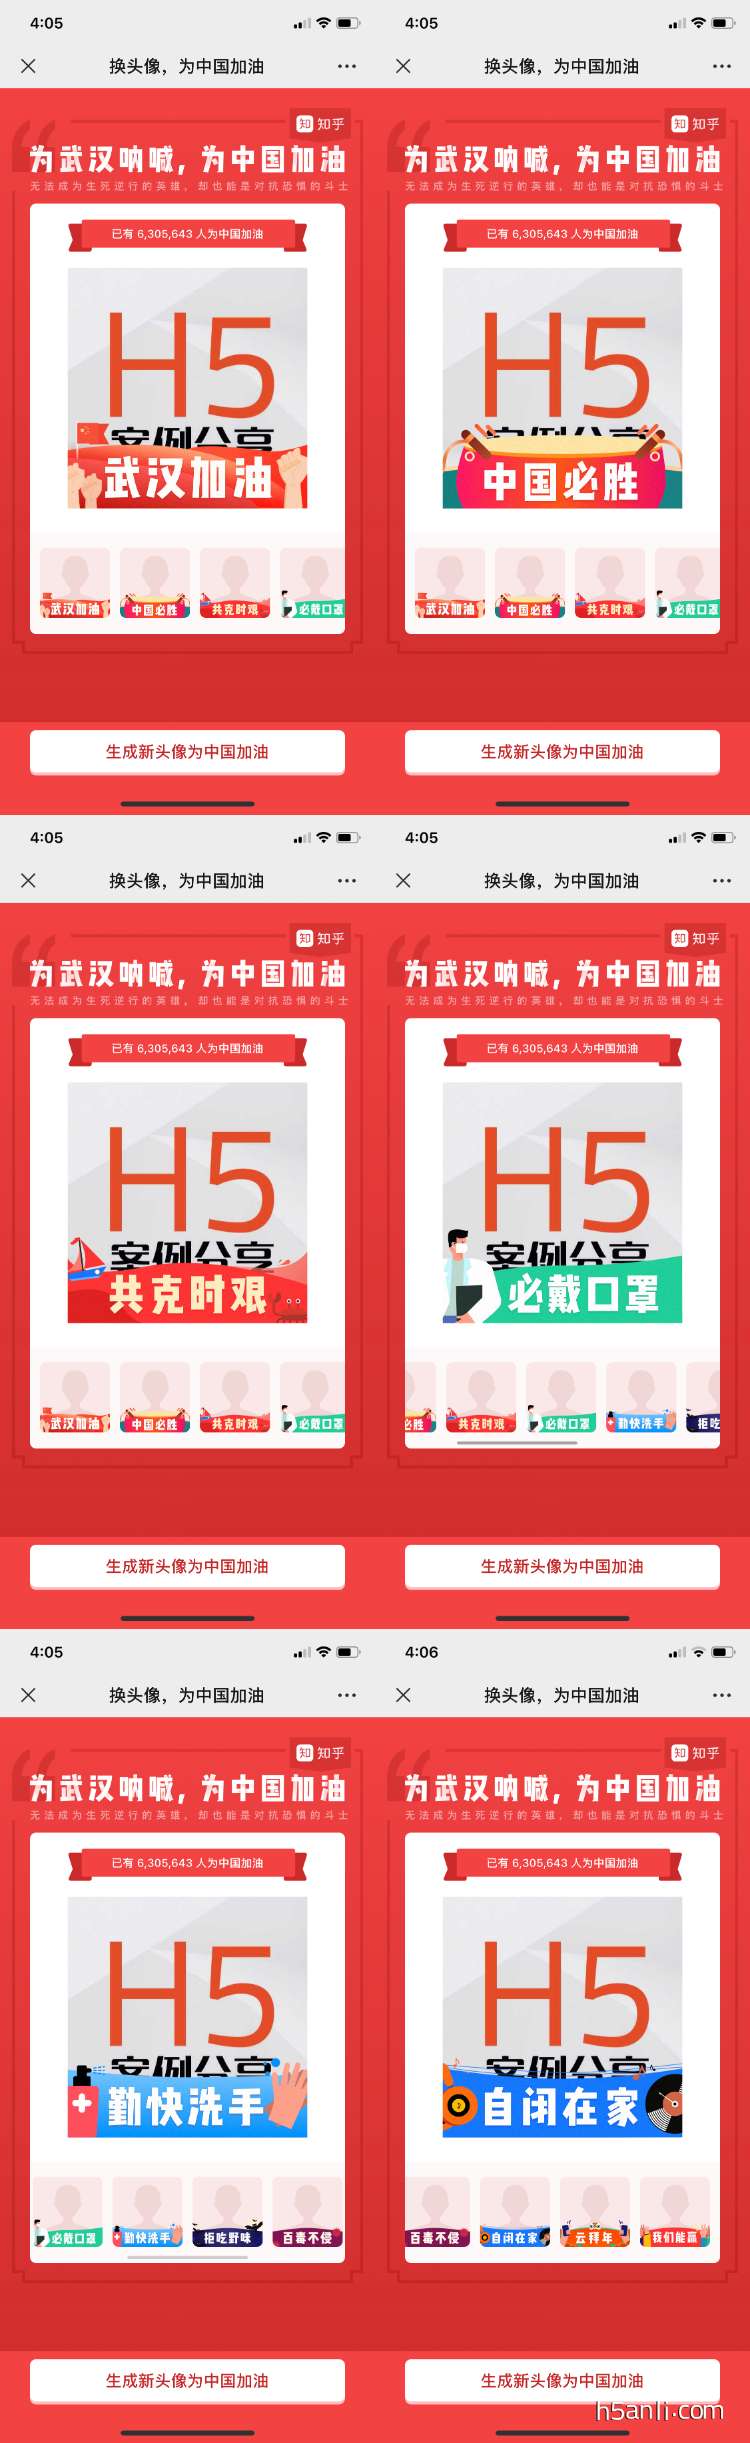 4:05
换头像，为中国加油
知 知乎
为武汉呐喊，为中国加油
无法成为生死逆行的英雄，却也能是对抗恐惧的斗士
已有 6,305,643 人为中国加油
H5
案例分享
武汉加油
武汉加油 中国必胜 共克时艰 必戴口罩
生成新头像为中国加油
4:05
换头像，为中国加油
知 知乎
为武汉呐喊，为中国加油
无法成为生死逆行的英雄，却也能是对抗恐惧的斗士
已有 6,305,643 人为中国加油
H5
案例分享
中国必胜
武汉加油 中国必胜 共克时艰 必戴口罩
生成新头像为中国加油
4:05
换头像，为中国加油
知 知乎
为武汉呐喊，为中国加油
无法成为生死逆行的英雄，却也能是对抗恐惧的斗士
已有 6,305,643 人为中国加油
H5
案例分享
共克时艰
武汉加油 中国必胜 共克时艰 必戴口罩
生成新头像为中国加油
4:05
换头像，为中国加油
知 知乎
为武汉呐喊，为中国加油
无法成为生死逆行的英雄，却也能是对抗恐惧的斗士
已有 6,305,643 人为中国加油
H5
案例分享
必戴口罩
必胜 共克时艰 必戴口罩 勤快洗手 拒吃
生成新头像为中国加油
4:05
换头像，为中国加油
知 知乎
为武汉呐喊，为中国加油
无法成为生死逆行的英雄，却也能是对抗恐惧的斗士
已有 6,305,643 人为中国加油
H5
案例分享
勤快洗手
必戴口罩 勤快洗手 拒吃野味 百毒不侵
生成新头像为中国加油
4:06
换头像，为中国加油
知 知乎
为武汉呐喊，为中国加油
无法成为生死逆行的英雄，却也能是对抗恐惧的斗士
已有 6,305,643 人为中国加油
H5
案例分享
自闭在家
百毒不侵 自闭在家 云拜年 我们能赢
生成新头像为中国加油
h5anli.com